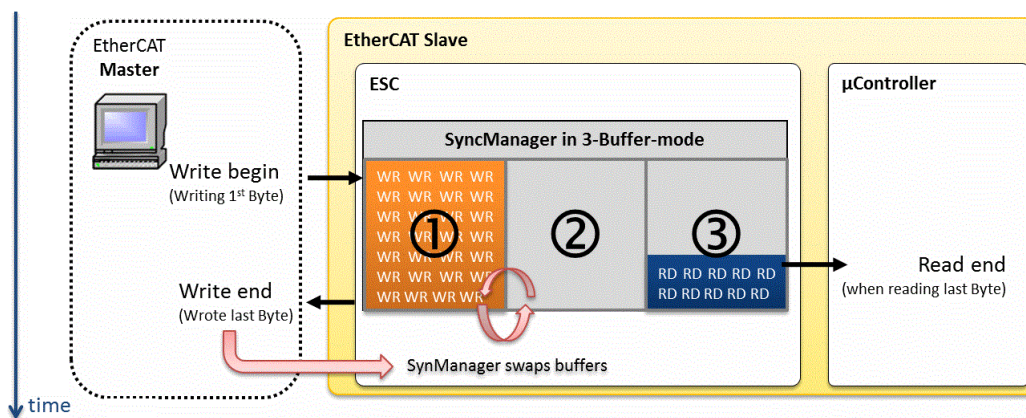 EtherCAT
Master
EtherCAT Slave
ESC
µController
SyncManager in 3-Buffer-mode
Write begin
(Writing 1st Byte)
WR WR WR WR
WR WR WR WR
WR WR WR WR
WR WR WR WR
WR WR WR WR
WR WR WR WR
WR WR WR WR
①
②
③
RD RD RD RD RD
RD RD RD RD RD
Read end
(when reading last Byte)
Write end
(Wrote last Byte)
SynManager swaps buffers
time